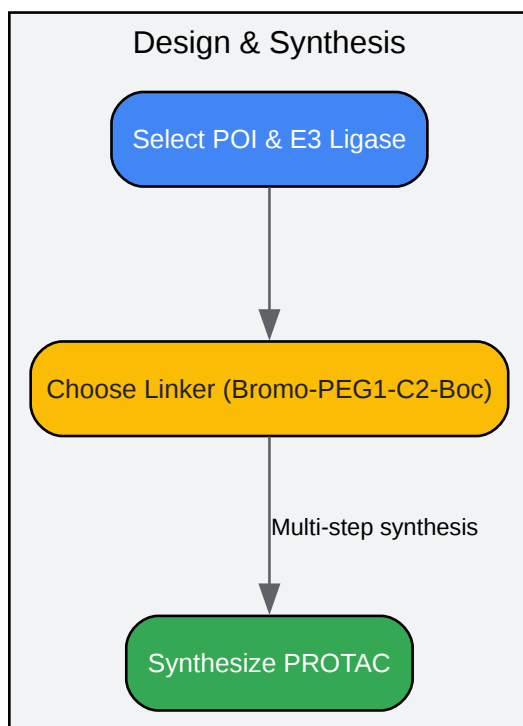 Design & Synthesis
Select POI & E3 Ligase
Choose Linker (Bromo-PEG1-C2-Boc)
Multi-step synthesis
Synthesize PROTAC